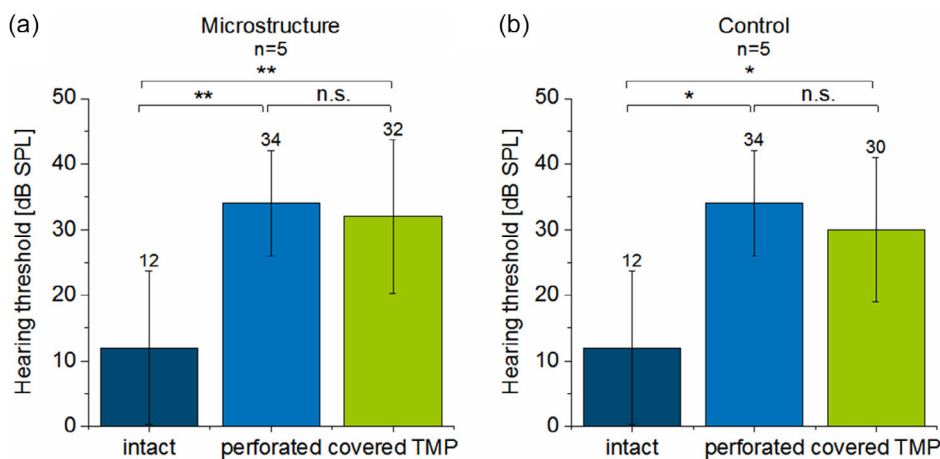 (a)
Microstructure
n=5
**
**
n.s.
Hearing threshold [dB SPL]
50
40
30
20
10
0
12
34
32
intact
perforated
covered TMP
(b)
Control
n=5
*
*
n.s.
Hearing threshold [dB SPL]
50
40
30
20
10
0
12
34
30
intact
perforated
covered TMP